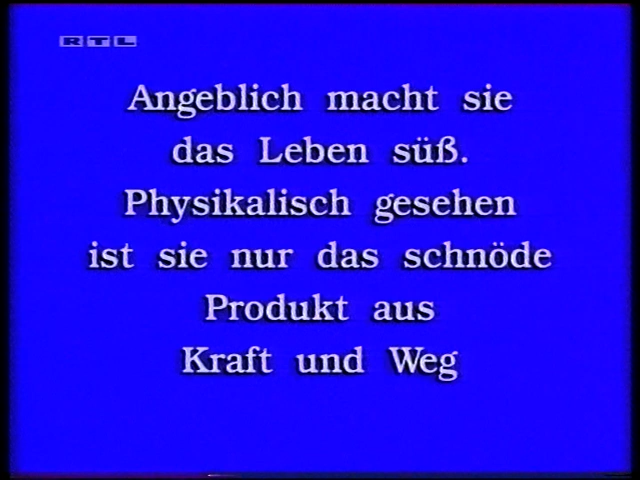 RTL
Angeblich macht sie
das Leben süß.
Physikalisch gesehen
ist sie nur das schnöde
Produkt aus
Kraft und Weg